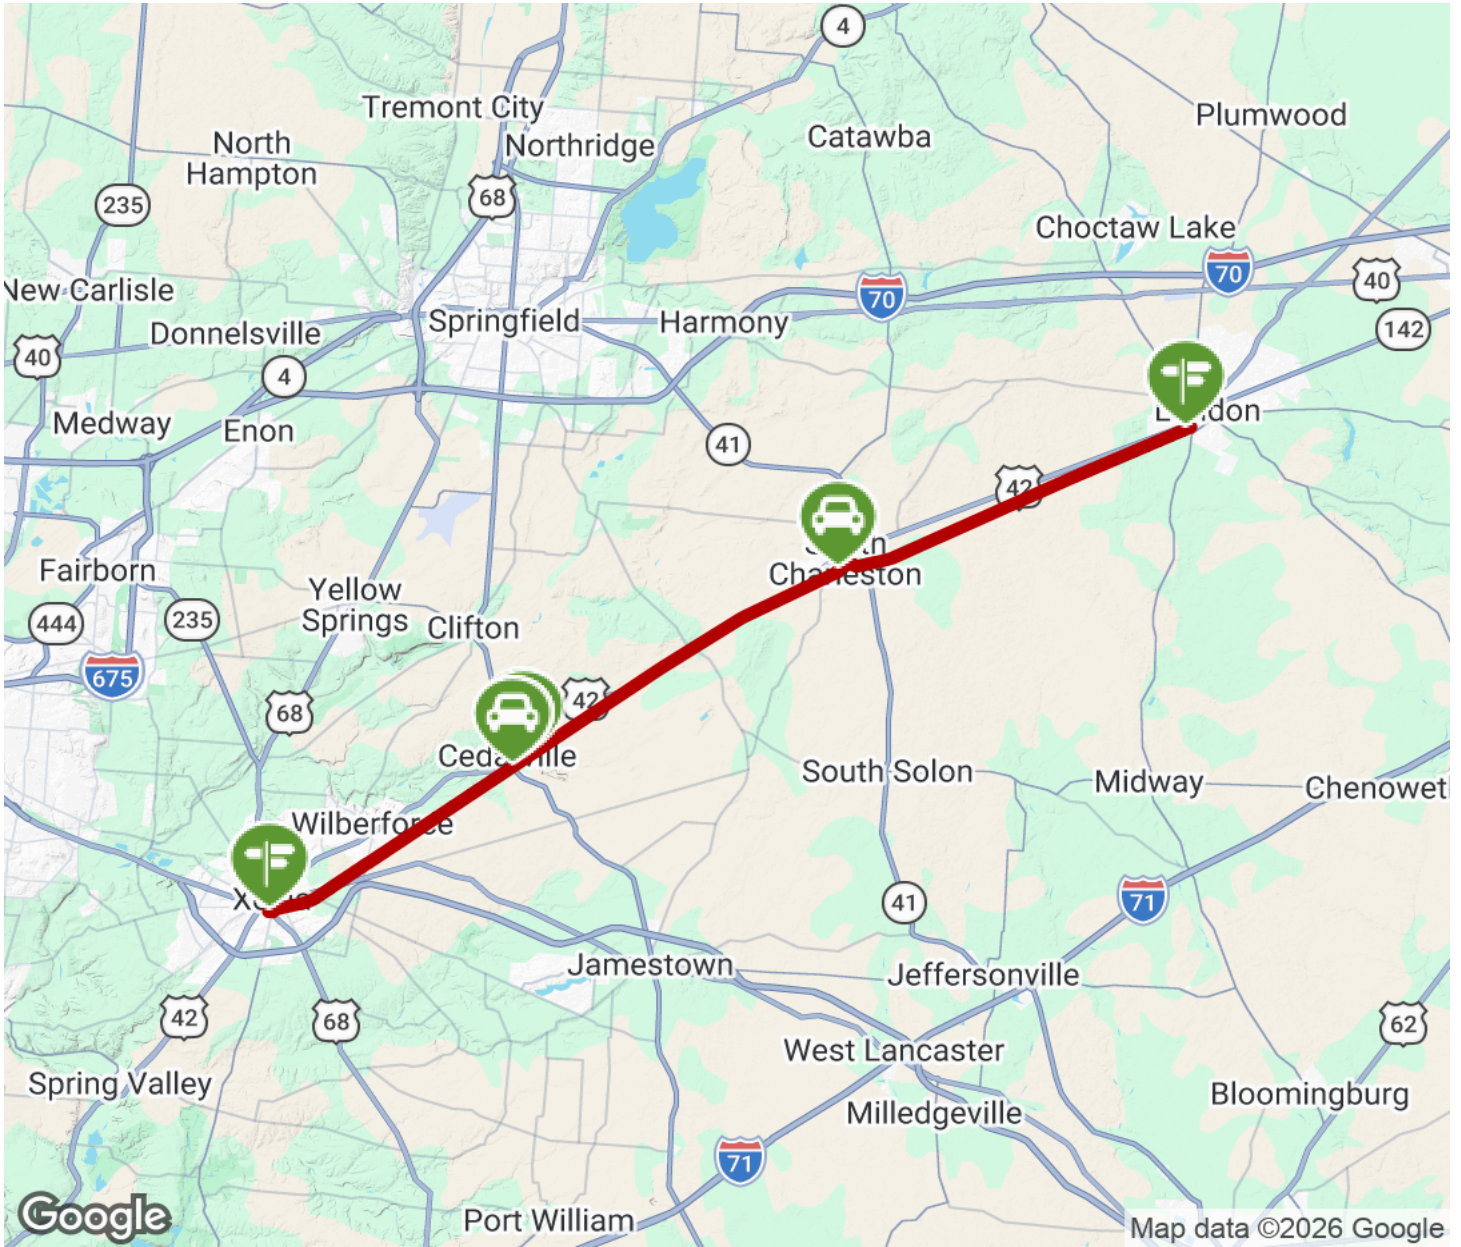 4
Tremont City
Plumwood
North
Hampton
Northridge
Catawba
235
68
Choctaw Lake
70
70
40
New Carlisle
Donnelsville
Springfield
Harmony
142
40
4
Medway
Enon
41
42
Charleston
Fairborn
Yellow
Springs
Clifton
444
235
675
68
42
South Solon
Midway
Wilberforce
41
71
Jamestown
Jeffersonville
42
68
62
West Lancaster
Spring Valley
Milledgeville
Bloomingburg
71
Port William
Google
Map data ©2026 Google